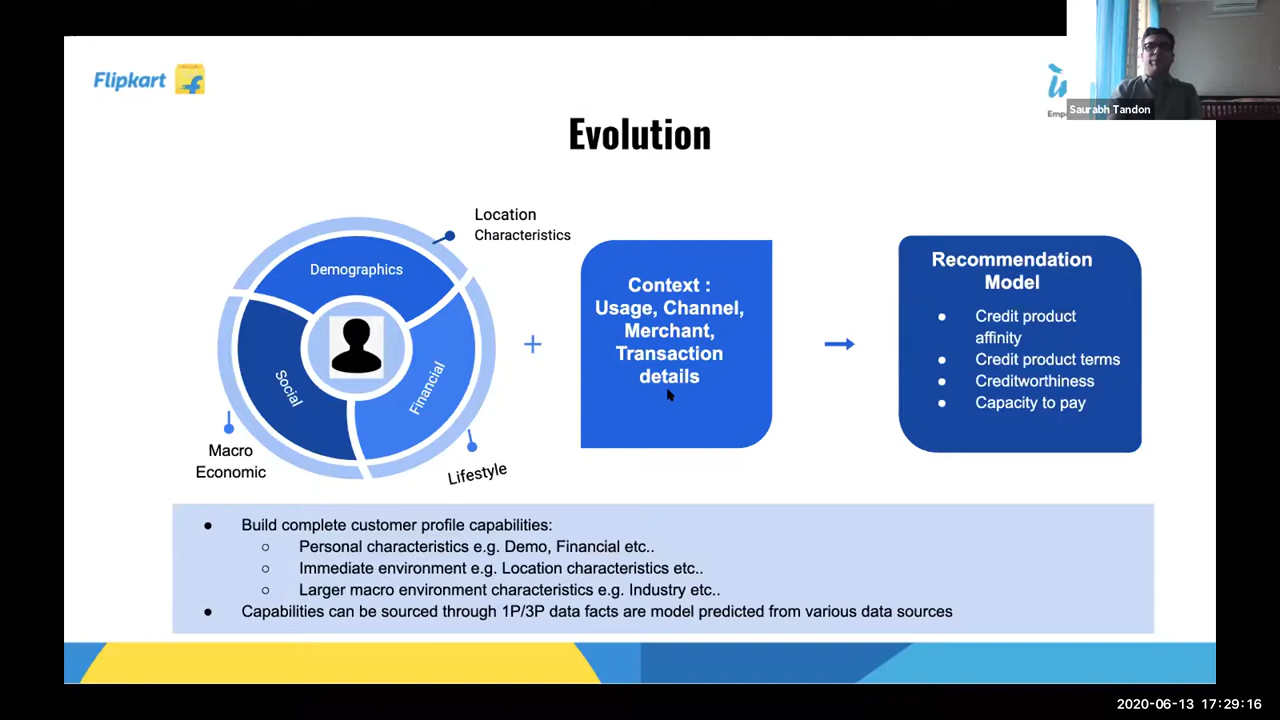 Flipkart
Saurabh Tandon
Evolution
Location
Characteristics
Demographics
Social
Financial
Macro
Economic
Lifestyle
+
Context :
Usage, Channel,
Merchant,
Transaction
details
Recommendation
Model
● Credit product
affinity
● Credit product terms
● Creditworthiness
● Capacity to pay
● Build complete customer profile capabilities:
○ Personal characteristics e.g. Demo, Financial etc..
○ Immediate environment e.g. Location characteristics etc..
○ Larger macro environment characteristics e.g. Industry etc..
● Capabilities can be sourced through 1P/3P data facts are model predicted from various data sources
2020-06-13 17:29:16